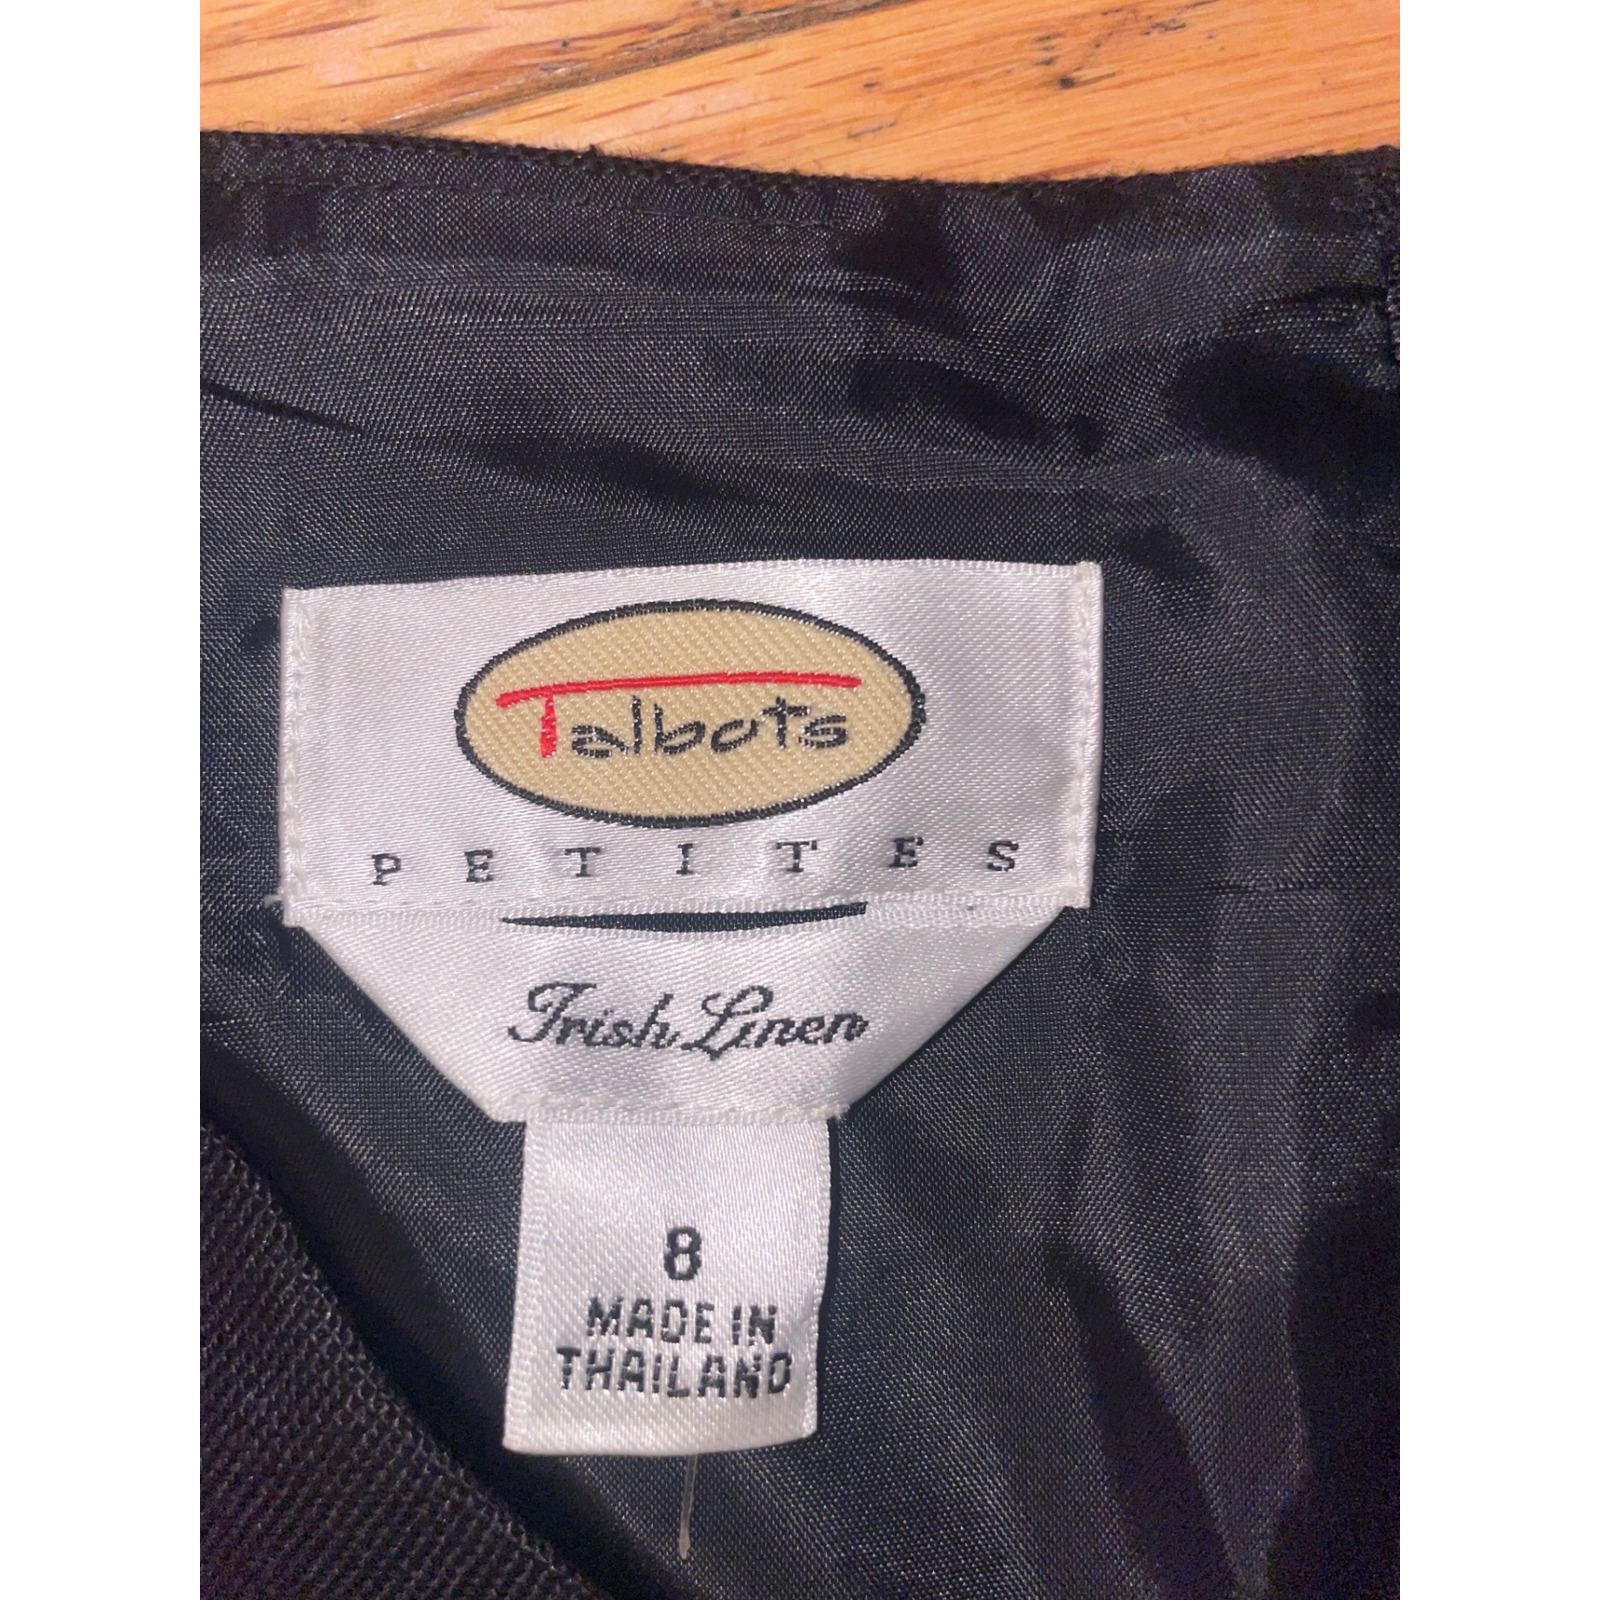 Talbots
PETITES
Irish Linen
8
MADE IN
THAILAND